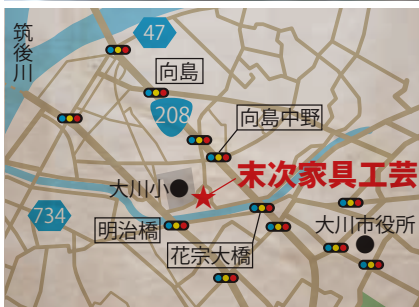 筑後川
47
向島
208
向島中野
末次家具工芸
大川小
734
明治橋
花宗大橋
大川市役所